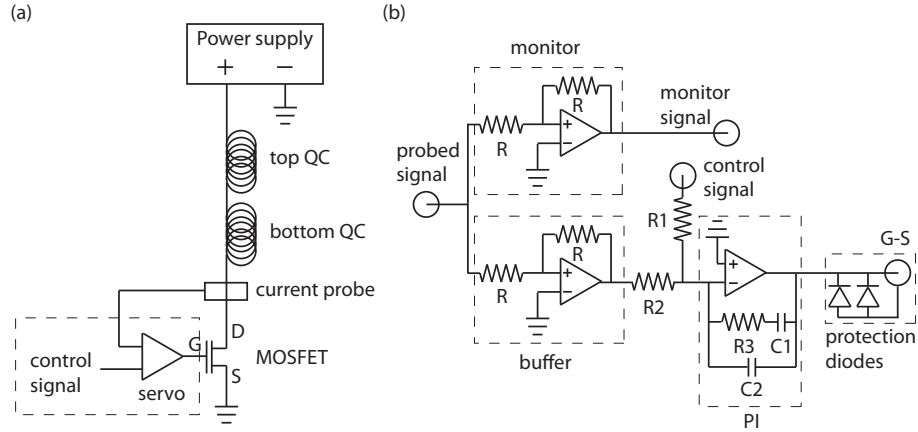 (a)
Power supply
+ −
top QC
bottom QC
current probe
G
D
MOSFET
S
control
signal
servo
(b)
monitor
R
R
+
−
monitor
signal
probed
signal
control
signal
R1
R
R
+
−
buffer
R2
+
−
R3
C1
C2
PI
G-S
protection
diodes